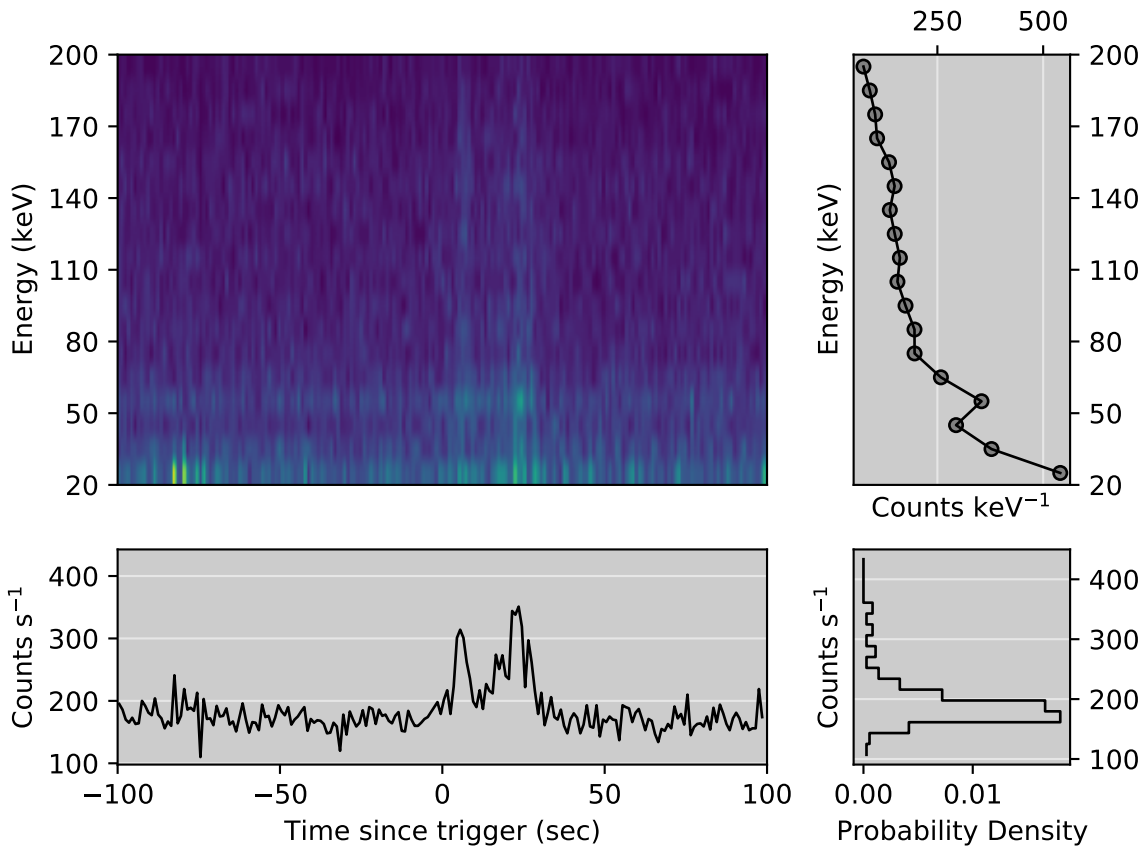 250 500
200 200
170 170
140 140
110 110
80 80
50 50
20 20
Energy (keV)
Energy (keV)
Counts keV⁻¹
400 400
300 300
200 200
100 100
Counts s⁻¹
Counts s⁻¹
−100 −50 0 50 100 0.00 0.01
Time since trigger (sec) Probability Density